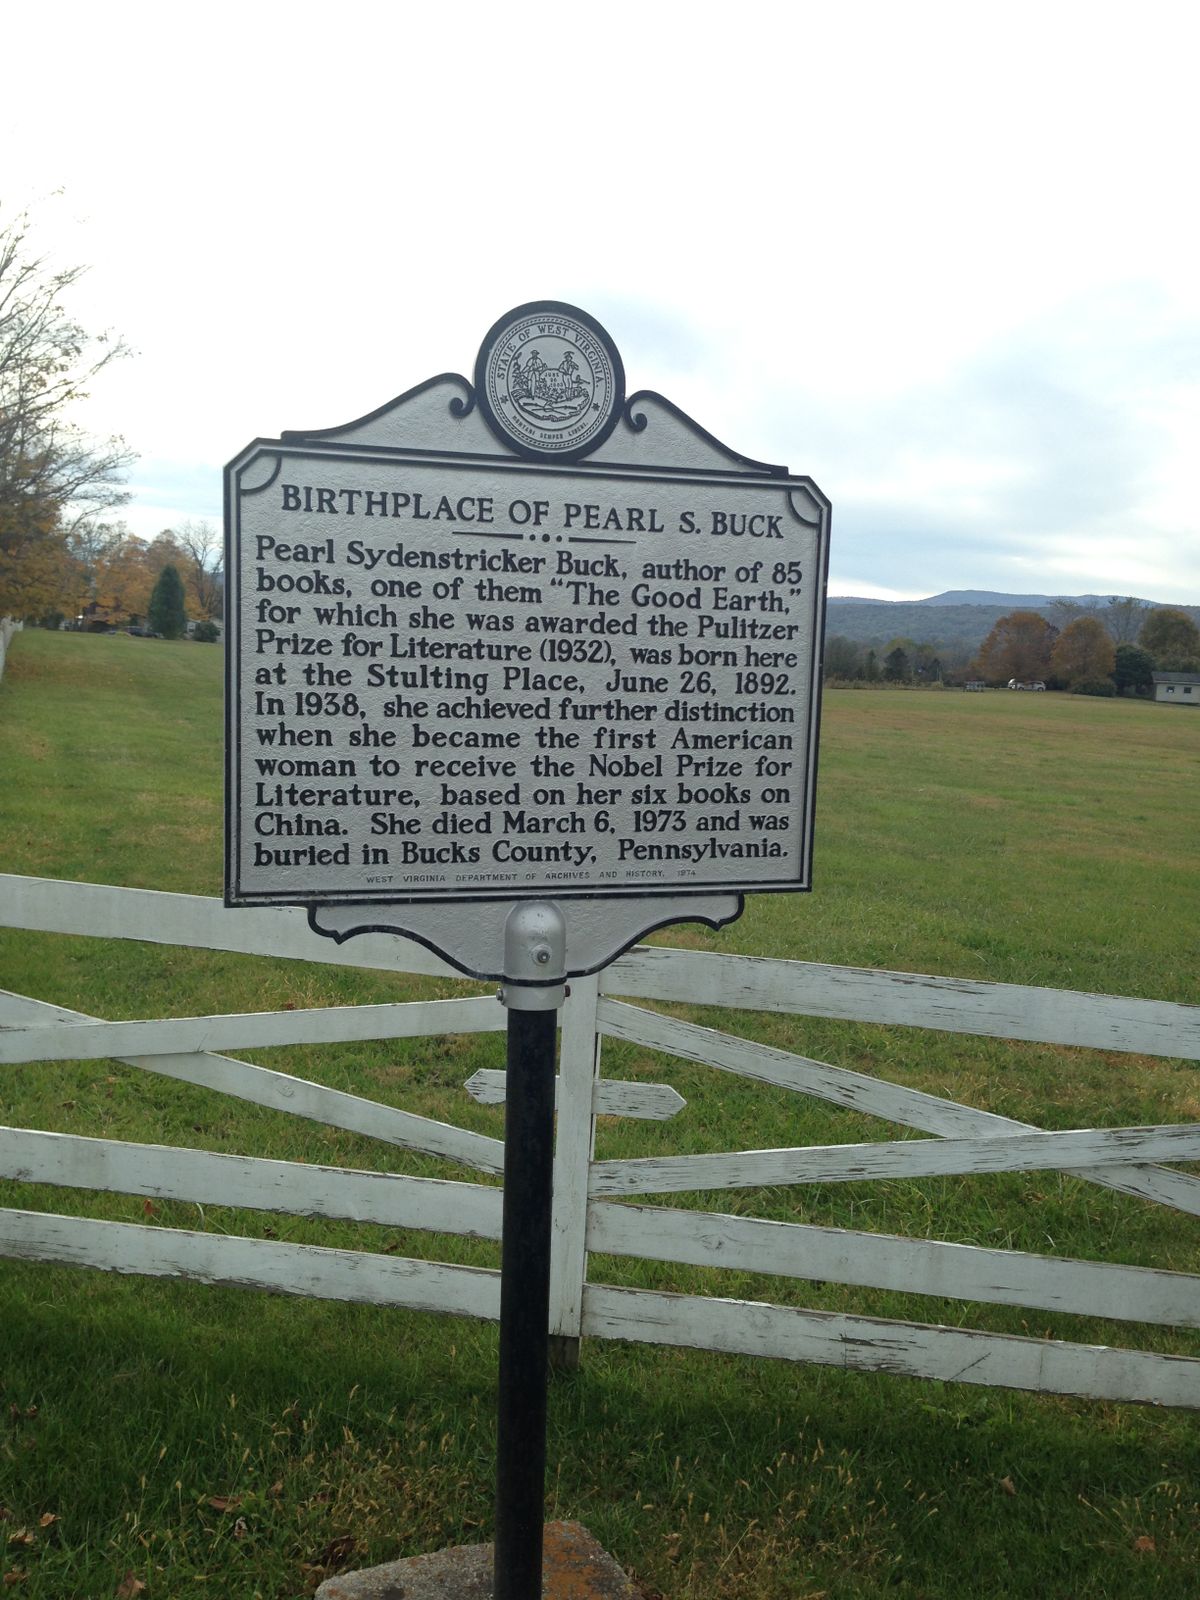 STATE OF WEST VIRGINIA.
MONTANI SEMPER LIBERI.
BIRTHPLACE OF PEARL S. BUCK
Pearl Sydenstricker Buck, author of 85
books, one of them "The Good Earth,"
for which she was awarded the Pulitzer
Prize for Literature (1932), was born here
at the Stulting Place, June 26, 1892.
In 1938, she achieved further distinction
when she became the first American
woman to receive the Nobel Prize for
Literature, based on her six books on
China. She died March 6, 1973 and was
buried in Bucks County, Pennsylvania.
WEST VIRGINIA DEPARTMENT OF ARCHIVES AND HISTORY, 1974